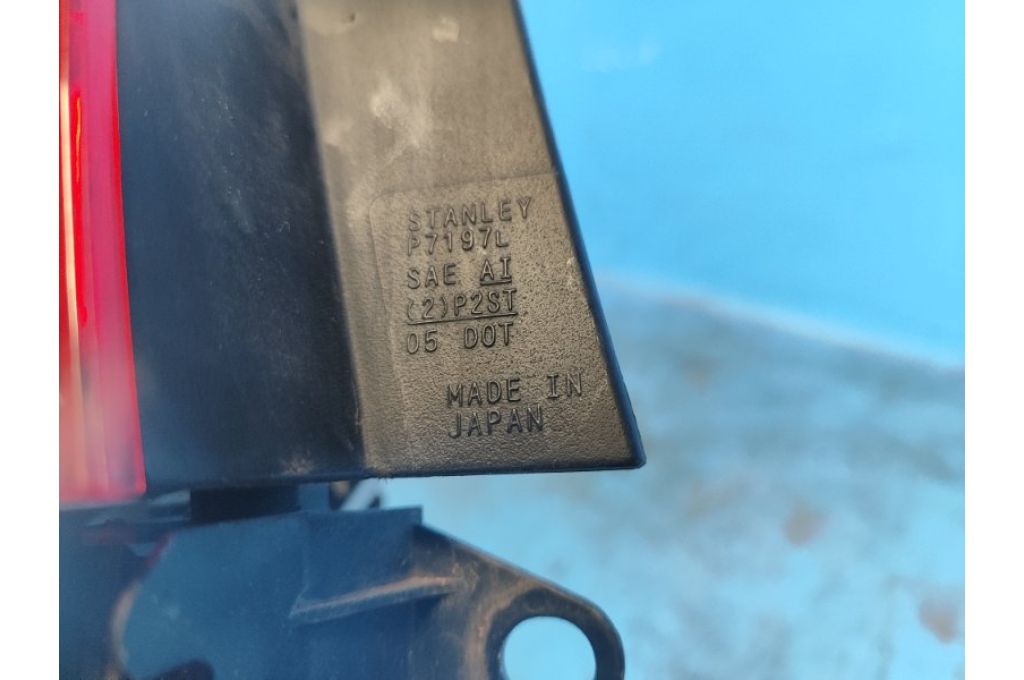 STANLEY
P7197L
SAE AI
(2)P2ST
05 DOT
MADE IN
JAPAN